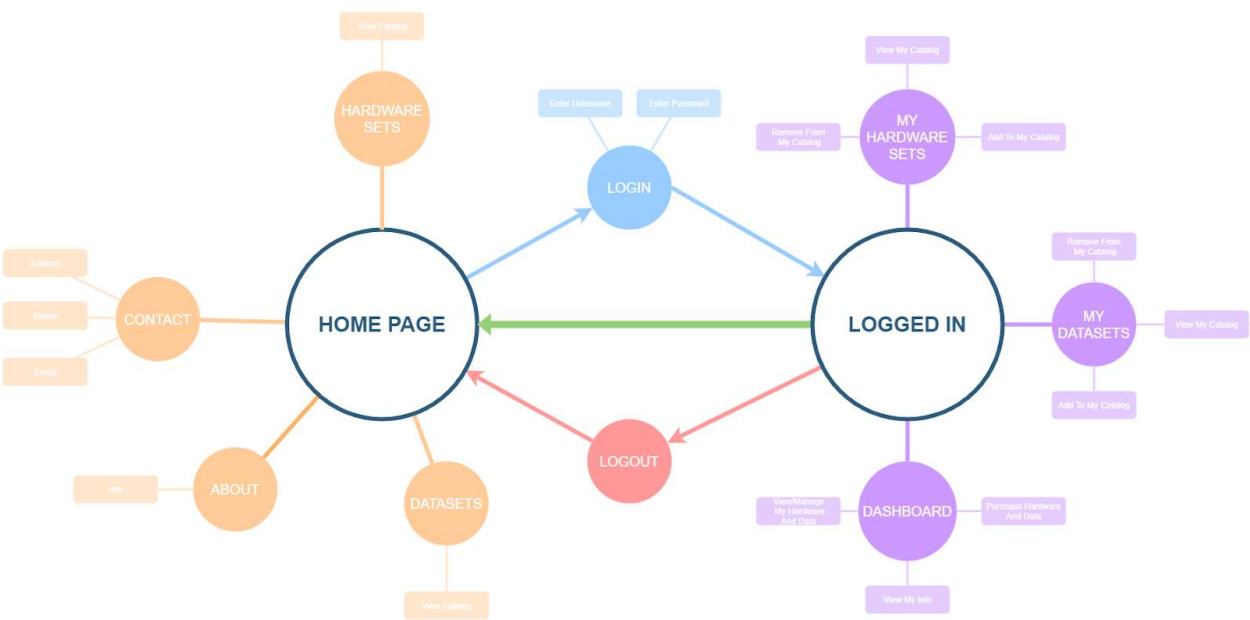 View Catalog
HARDWARE
SETS
Enter Username
Enter Password
LOGIN
View My Catalog
MY
HARDWARE
SETS
Remove From
My Catalog
Add To My Catalog
Address
Phone
Email
CONTACT
HOME PAGE
LOGGED IN
Remove From
My Catalog
MY
DATASETS
View My Catalog
Add To My Catalog
Info
ABOUT
DATASETS
View Catalog
LOGOUT
View/Manage
My Hardware
And Data
DASHBOARD
Purchase Hardware
And Data
View My Info